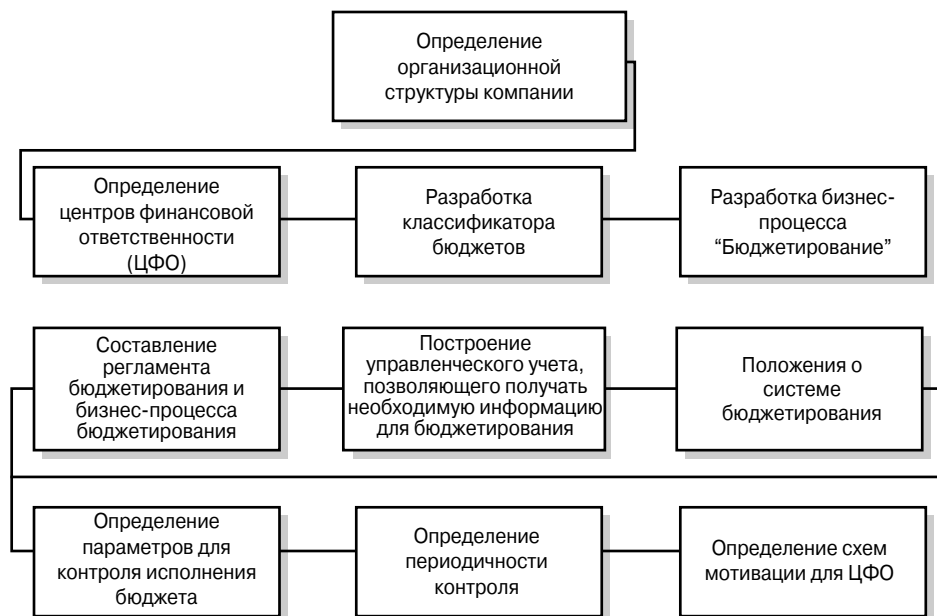 Определение
организационной
структуры компании
Определение
центров финансовой
ответственности
(ЦФО)
Разработка
классификатора
бюджетов
Разработка бизнес-
процесса
“Бюджетирование”
Составление
регламента
бюджетирования и
бизнес-процесса
бюджетирования
Построение
управленческого учета,
позволяющего получать
необходимую информацию
для бюджетирования
Положения о
системе
бюджетирования
Определение
параметров для
контроля исполнения
бюджета
Определение
периодичности
контроля
Определение схем
мотивации для ЦФО